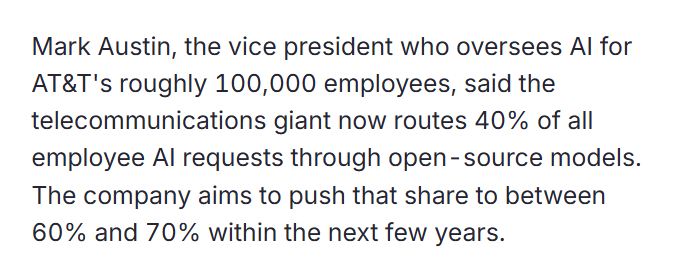 Mark Austin, the vice president who oversees AI for
AT&T's roughly 100,000 employees, said the
telecommunications giant now routes 40% of all
employee AI requests through open-source models.
The company aims to push that share to between
60% and 70% within the next few years.